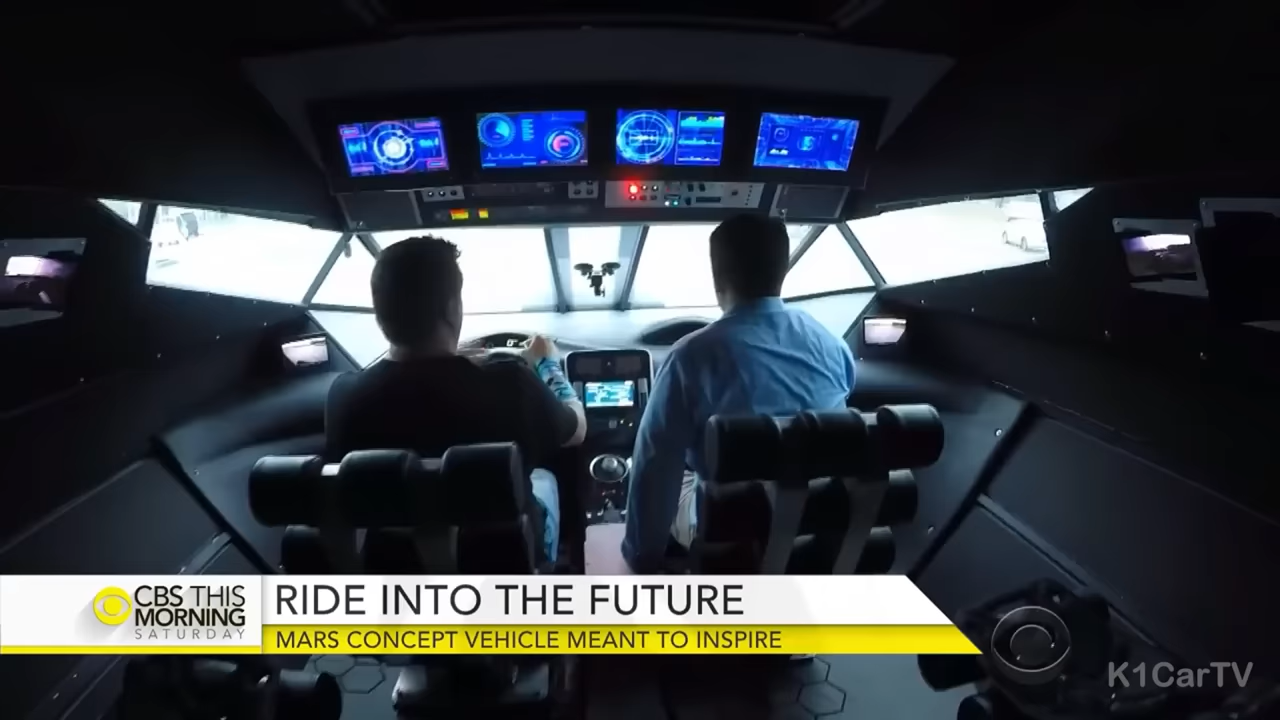 CBS THIS
MORNING
SATURDAY
RIDE INTO THE FUTURE
MARS CONCEPT VEHICLE MEANT TO INSPIRE
K1CarTV